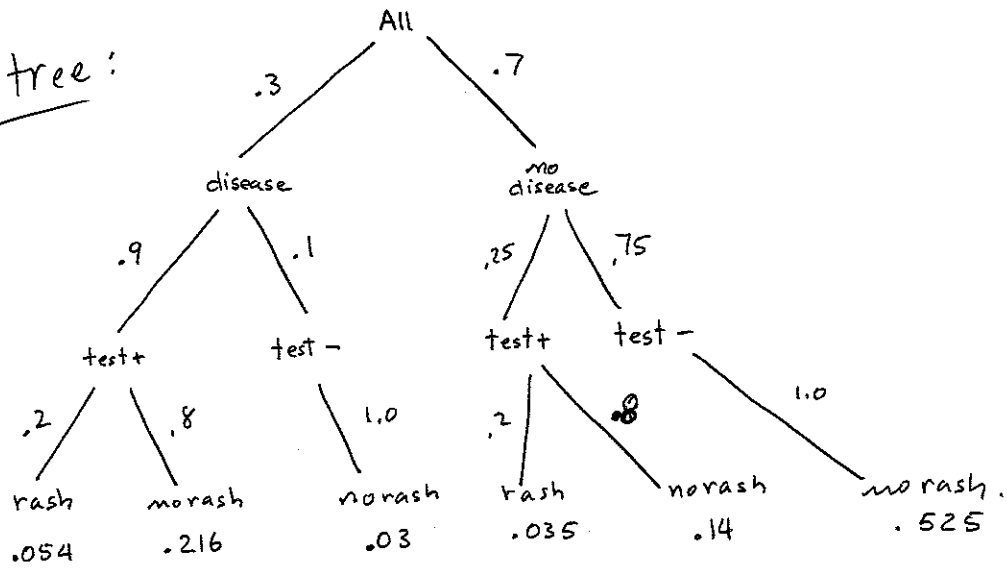 All
tree:
.3 .7
disease
no disease
.9 .1 .25 .75
test+ test- test+ test-
.2 .8 1.0 .2 .8 1.0
rash no rash no rash rash no rash no rash.
.054 .216 .03 .035 .14 .525